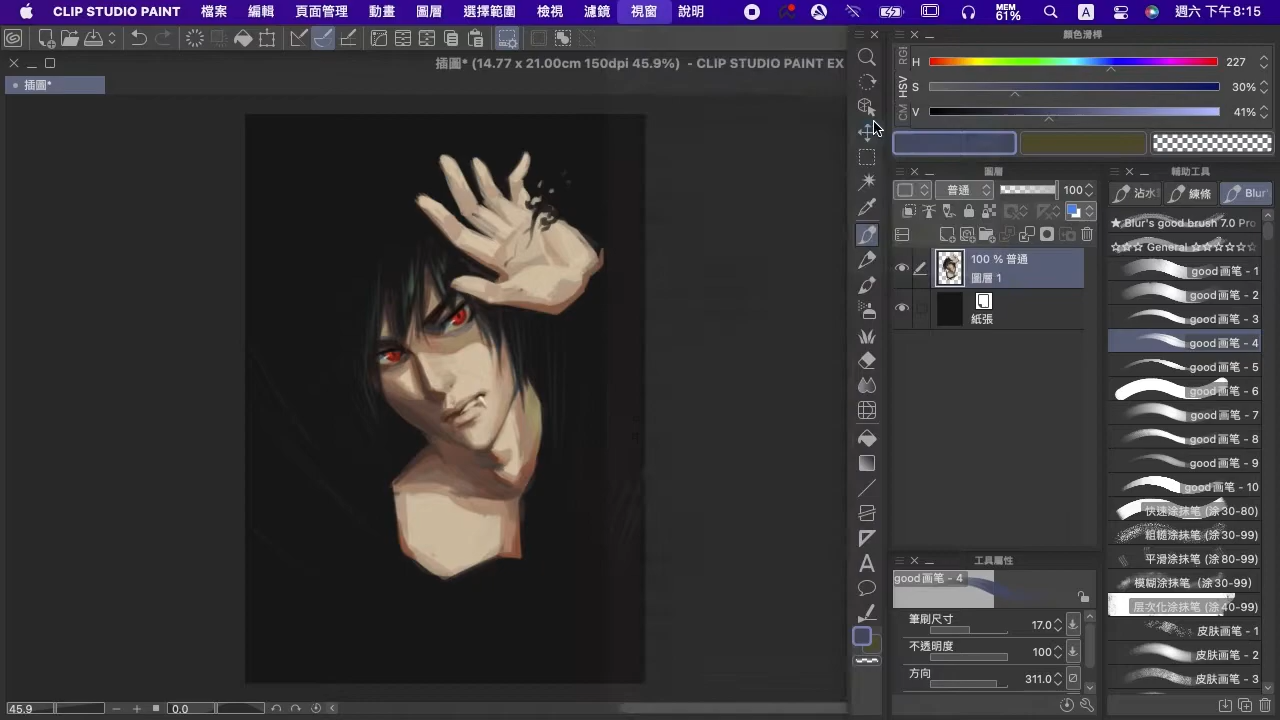 CLIP STUDIO PAINT 檔案 編輯 頁面管理 動畫 圖層 選擇範圍 檢視 濾鏡 視窗 說明 MEM 61% A 週六 下午8:15
插圖* (14.77 x 21.00cm 150dpi 45.9%) - CLIP STUDIO PAINT EX
插圖*
顏色滑桿
RGB
HSV
CM
H 227
S 30%
V 41%
圖層
普通 100
100 % 普通
圖層 1
紙張
輔助工具
沾水 練條 Blur
★Blur's good brush 7.0 Pro
☆☆☆ General ☆☆☆☆☆
good画笔 - 1
good画笔 - 2
good画笔 - 3
good画笔 - 4
good画笔 - 5
good画笔 - 6
good画笔 - 7
good画笔 - 8
good画笔 - 9
good画笔 - 10
快速涂抹笔 (涂30-80)
粗糙涂抹笔 (涂30-99)
平滑涂抹笔 (涂80-99)
模糊涂抹笔 (涂30-99)
层次化涂抹笔 (涂40-99)
皮肤画笔 - 1
皮肤画笔 - 2
皮肤画笔 - 3
工具屬性
good画笔 - 4
筆刷尺寸 17.0
不透明度 100
方向 311.0
45.9 0.0